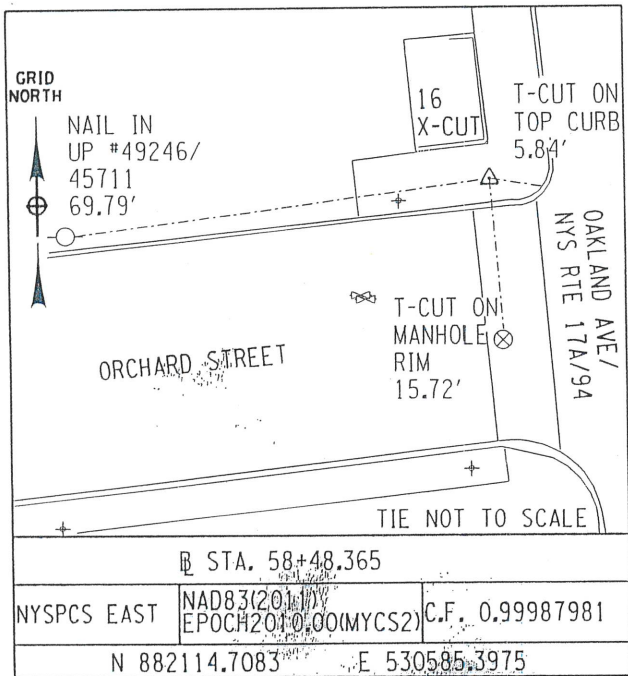 GRID
NORTH
NAIL IN
UP #49246/
45711
69.79'
16
X-CUT
T-CUT ON
TOP CURB
5.84'
OAKLAND AVE/
NYS RTE 17A/94
T-CUT ON
MANHOLE
RIM
15.72'
ORCHARD STREET
TIE NOT TO SCALE
BL STA. 58+48.365
NYSPCS EAST
NAD83(2011)
EPOCH2010.00(MYCS2)
C.F. 0.99987981
N 882114.7083 E 530585.3975